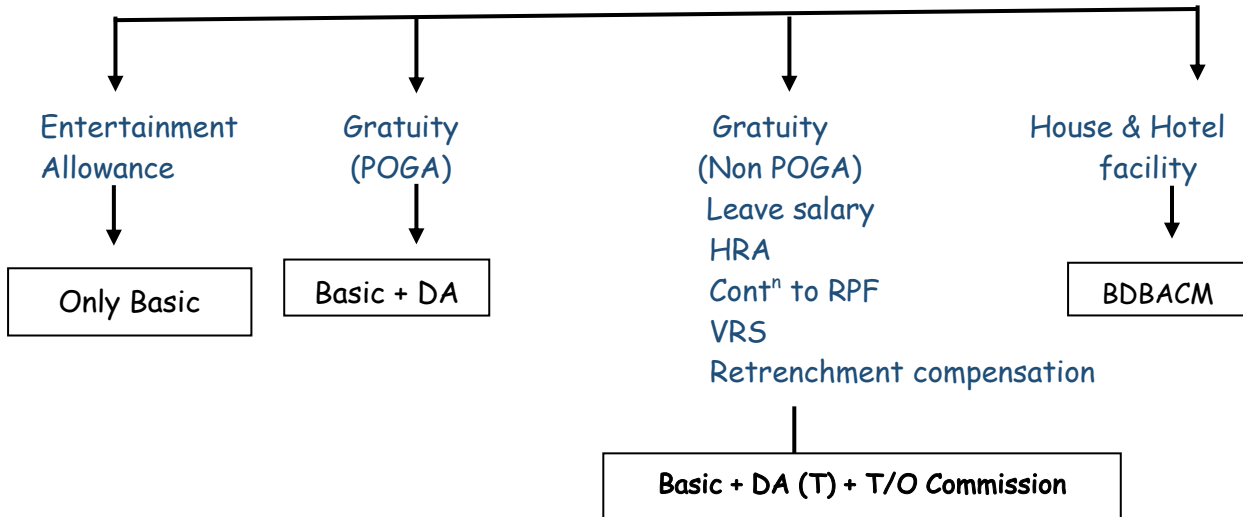 Entertainment
Allowance
Only Basic
Gratuity
(POGA)
Basic + DA
Gratuity
(Non POGA)
Leave salary
HRA
Contⁿ to RPF
VRS
Retrenchment compensation
Basic + DA (T) + T/O Commission
House & Hotel
facility
BDBACM